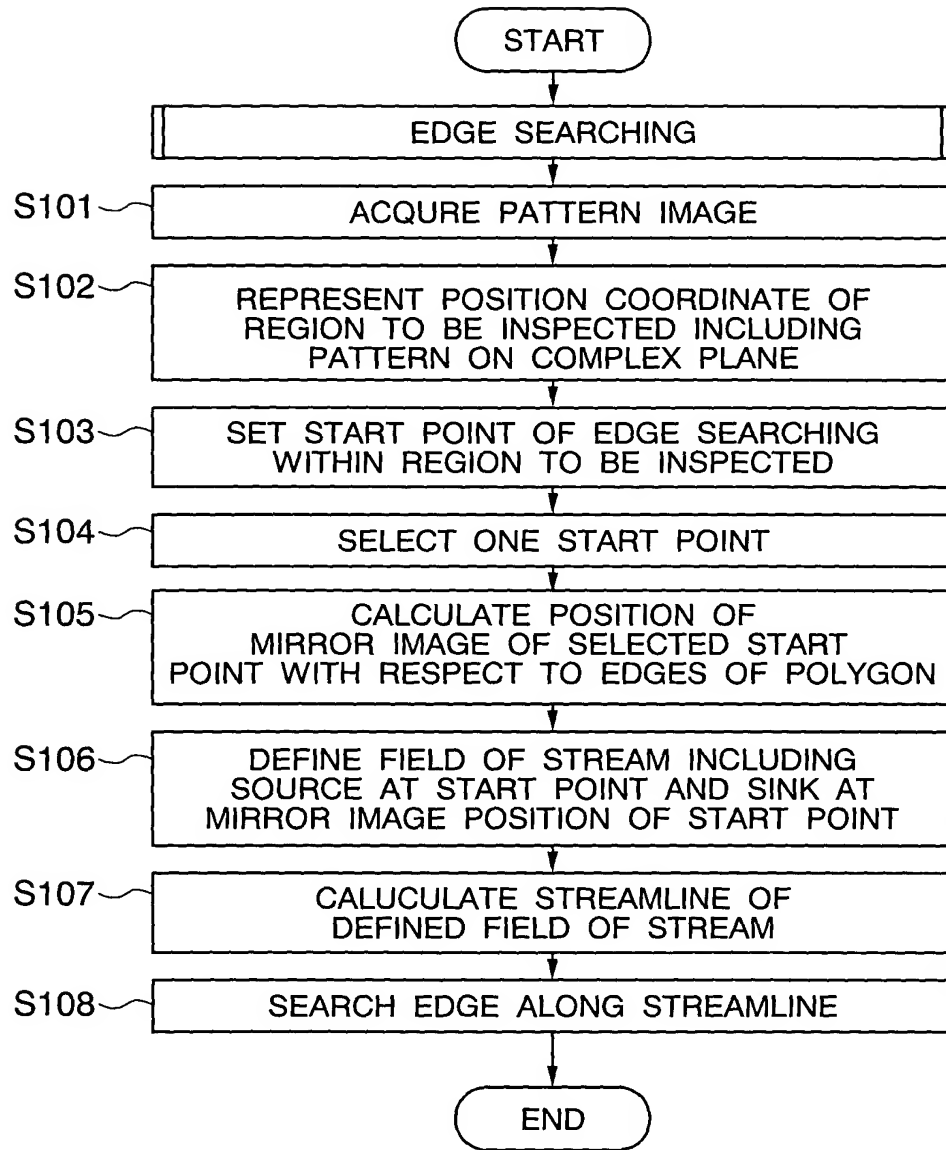 START
EDGE SEARCHING
S101
ACQURE PATTERN IMAGE
S102
REPRESENT POSITION COORDINATE OF
REGION TO BE INSPECTED INCLUDING
PATTERN ON COMPLEX PLANE
S103
SET START POINT OF EDGE SEARCHING
WITHIN REGION TO BE INSPECTED
S104
SELECT ONE START POINT
S105
CALCULATE POSITION OF
MIRROR IMAGE OF SELECTED START
POINT WITH RESPECT TO EDGES OF POLYGON
S106
DEFINE FIELD OF STREAM INCLUDING
SOURCE AT START POINT AND SINK AT
MIRROR IMAGE POSITION OF START POINT
S107
CALUCULATE STREAMLINE OF
DEFINED FIELD OF STREAM
S108
SEARCH EDGE ALONG STREAMLINE
END